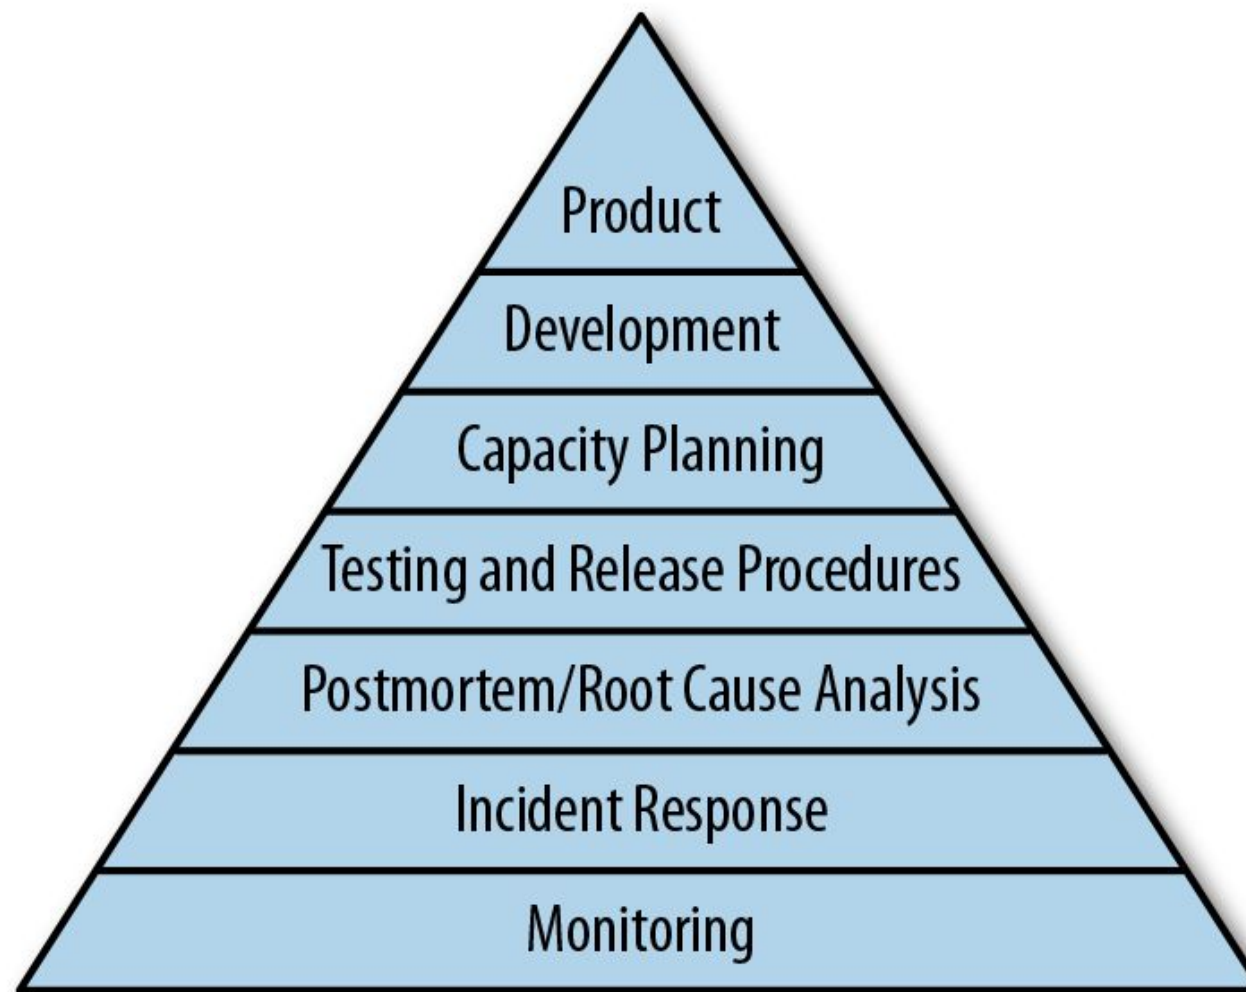 Product
Development
Capacity Planning
Testing and Release Procedures
Postmortem/Root Cause Analysis
Incident Response
Monitoring